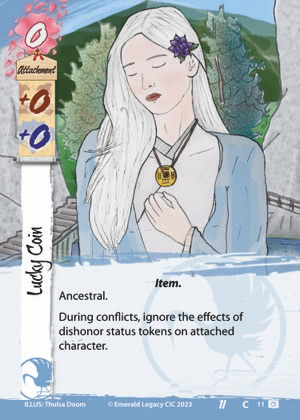 0
Attachment
+0
+0
Lucky Coin
Item.
Ancestral.
During conflicts, ignore the effects of
dishonor status tokens on attached
character.
ILLUS: Thulsa Doom © Emerald Legacy CIC 2023 C 11